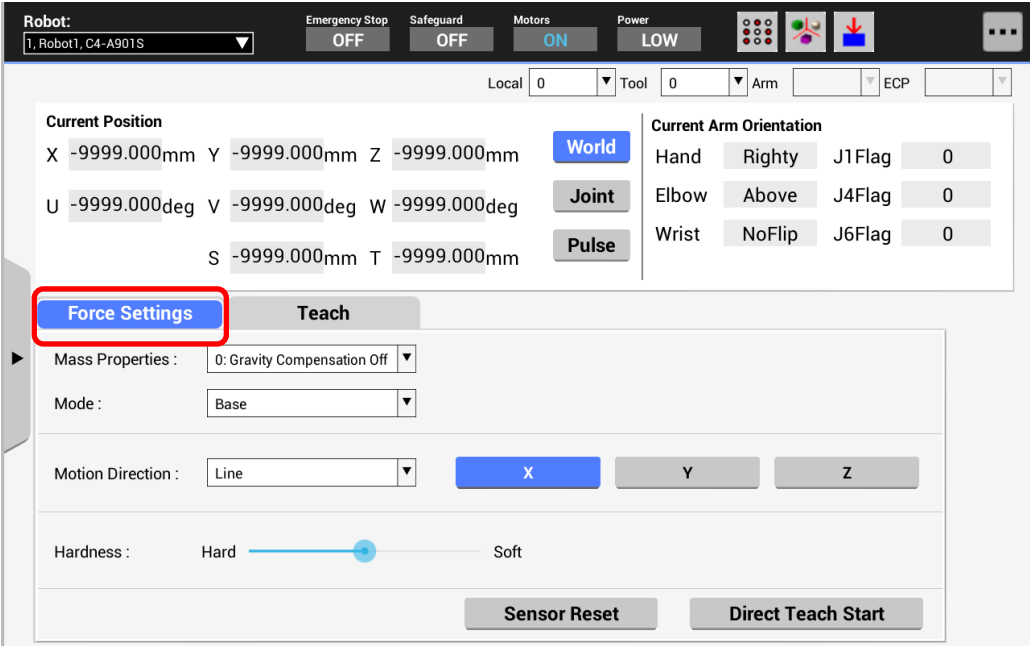 Robot:
1, Robot1, C4-A901S
Emergency Stop
OFF
Safeguard
OFF
Motors
ON
Power
LOW
Local 0 Tool 0 Arm ECP
Current Position
X -9999.000mm Y -9999.000mm Z -9999.000mm
U -9999.000deg V -9999.000deg W -9999.000deg
S -9999.000mm T -9999.000mm
World
Joint
Pulse
Current Arm Orientation
Hand Righty J1Flag 0
Elbow Above J4Flag 0
Wrist NoFlip J6Flag 0
Force Settings Teach
Mass Properties : 0: Gravity Compensation Off
Mode : Base
Motion Direction : Line X Y Z
Hardness : Hard Soft
Sensor Reset Direct Teach Start